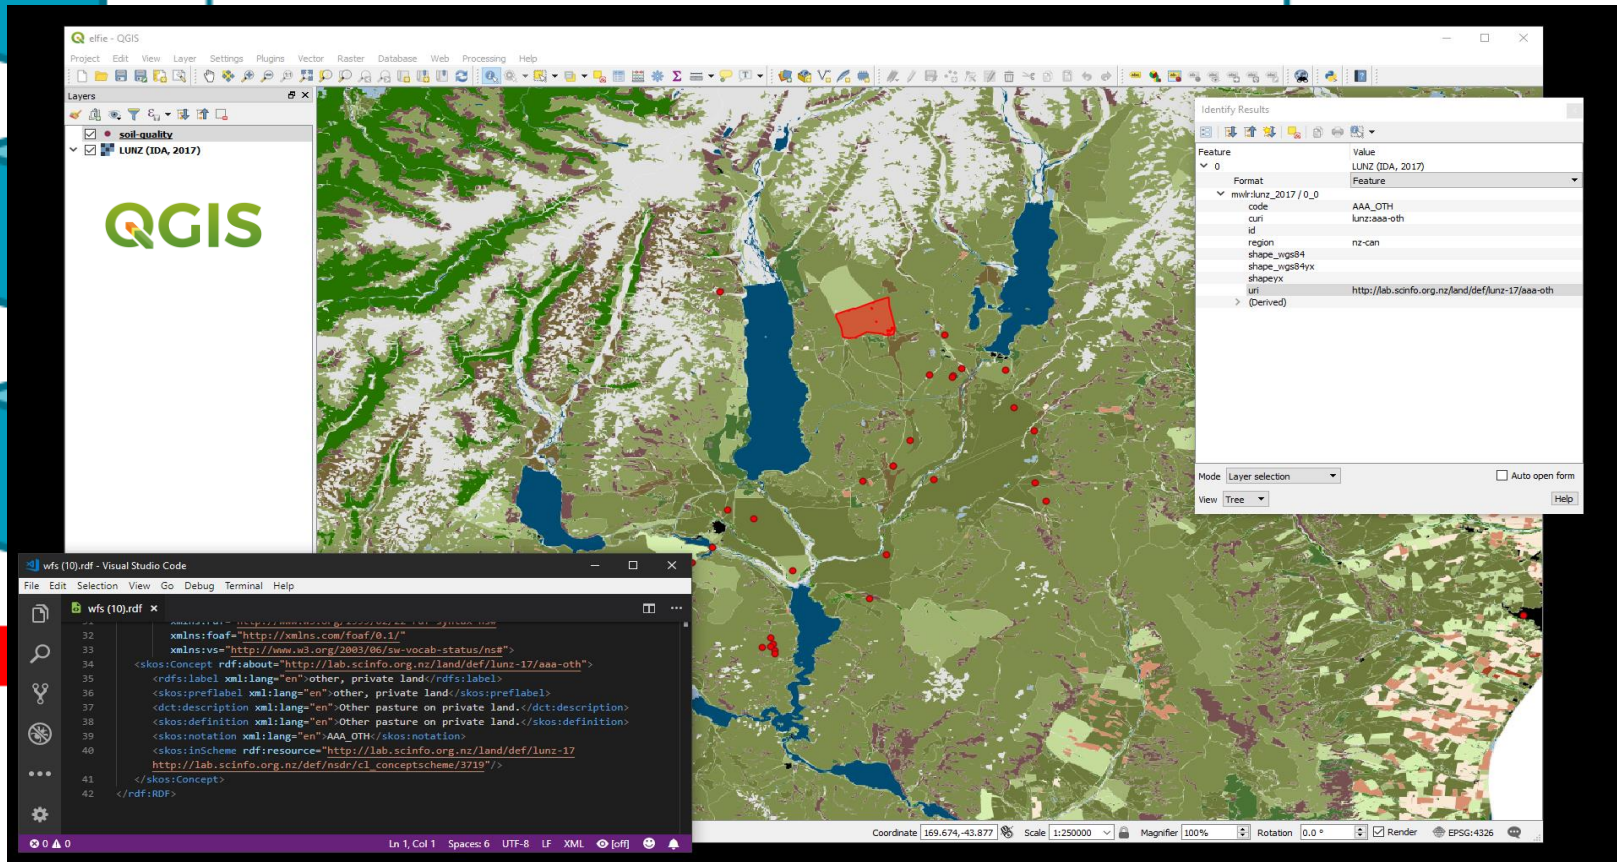 elfie - QGIS
Project Edit View Layer Settings Plugins Vector Raster Database Web Processing Help
Layers
soil-quality
LUNZ (IDA, 2017)
QGIS
Identify Results
Feature Value
0 LUNZ (IDA, 2017)
Format Feature
mwlr:lunz_2017 / 0_0
code AAA_OTH
curi lunz:aaa-oth
id
region nz-can
shape_wgs84
shape_wgs84yx
shapeyx
uri http://lab.scinfo.org.nz/land/def/lunz-17/aaa-oth
(Derived)
Mode Layer selection Auto open form
View Tree Help
wfs (10).rdf - Visual Studio Code
File Edit Selection View Go Debug Terminal Help
wfs (10).rdf
32 xmlns:foaf="http://xmlns.com/foaf/0.1/"
33 xmlns:vs="http://www.w3.org/2003/06/sw-vocab-status/ns#">
34 <skos:Concept rdf:about="http://lab.scinfo.org.nz/land/def/lunz-17/aaa-oth">
35 <rdfs:label xml:lang="en">other, private land</rdfs:label>
36 <skos:preflabel xml:lang="en">other, private land</skos:preflabel>
37 <dct:description xml:lang="en">Other pasture on private land.</dct:description>
38 <skos:definition xml:lang="en">Other pasture on private land.</skos:definition>
39 <skos:notation xml:lang="en">AAA_OTH</skos:notation>
40 <skos:inScheme rdf:resource="http://lab.scinfo.org.nz/land/def/lunz-17
http://lab.scinfo.org.nz/def/nsdr/cl_conceptscheme/3719"/>
41 </skos:Concept>
42 </rdf:RDF>
0 0 Ln 1, Col 1 Spaces: 6 UTF-8 LF XML [off]
Coordinate 169.674,-43.877 Scale 1:250000 Magnifier 100% Rotation 0.0 ° Render EPSG:4326